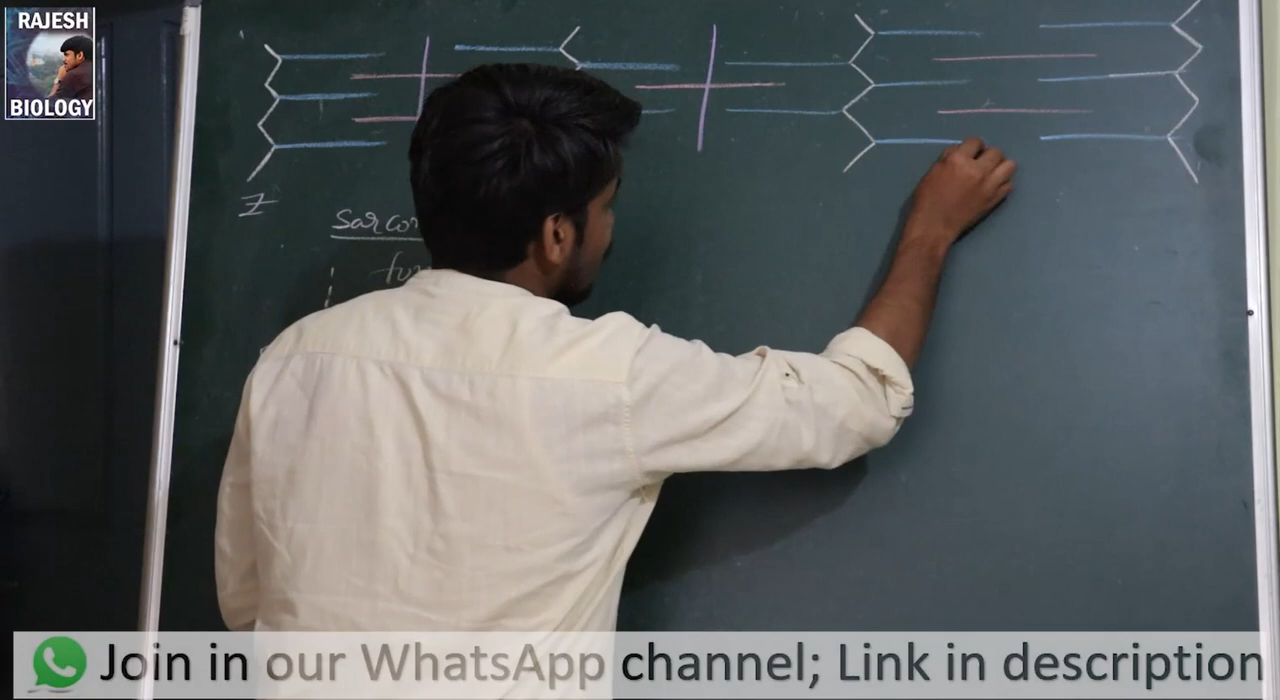 RAJESH
BIOLOGY
Z
Join in our WhatsApp channel; Link in description